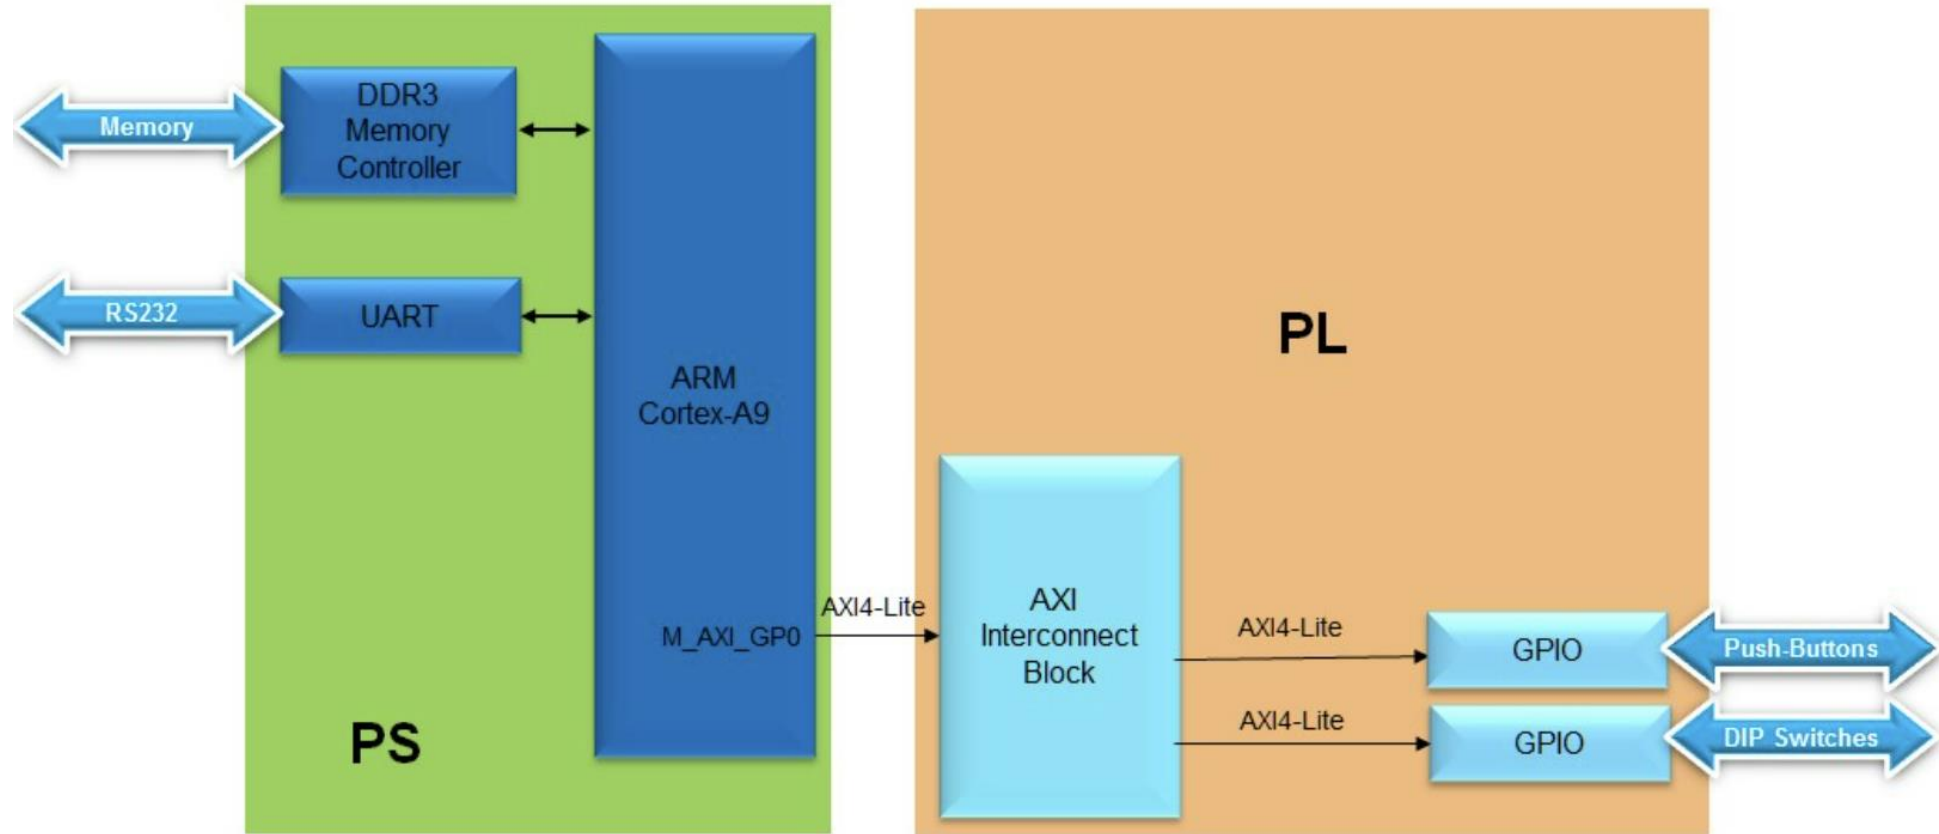 Memory
DDR3
Memory
Controller
RS232
UART
ARM
Cortex-A9
M_AXI_GP0
PS
AXI4-Lite
PL
AXI
Interconnect
Block
AXI4-Lite
GPIO
Push-Buttons
AXI4-Lite
GPIO
DIP Switches